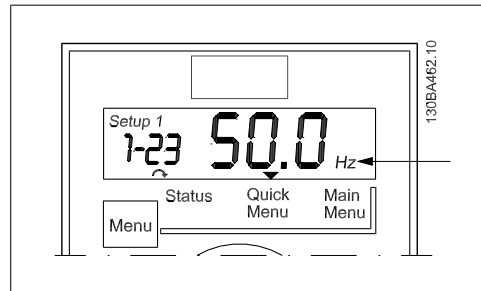 130BA462.10
Setup 1
1-23 50.0 Hz
Status Quick Menu Main Menu
Menu